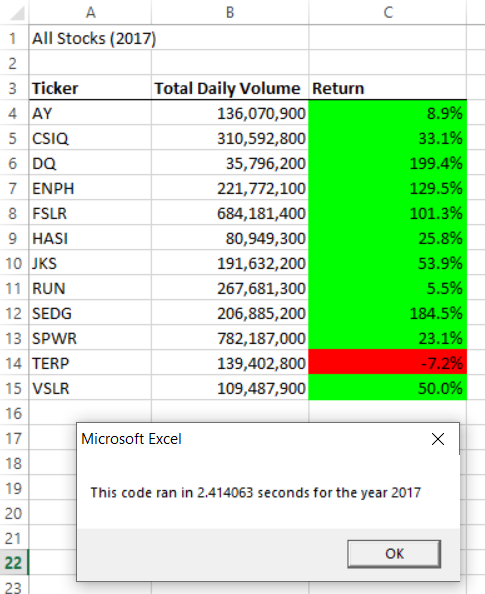 A B C
1 All Stocks (2017)
2
3 Ticker Total Daily Volume Return
4 AY 136,070,900 8.9%
5 CSIQ 310,592,800 33.1%
6 DQ 35,796,200 199.4%
7 ENPH 221,772,100 129.5%
8 FSLR 684,181,400 101.3%
9 HASI 80,949,300 25.8%
10 JKS 191,632,200 53.9%
11 RUN 267,681,300 5.5%
12 SEDG 206,885,200 184.5%
13 SPWR 782,187,000 23.1%
14 TERP 139,402,800 -7.2%
15 VSLR 109,487,900 50.0%
16
17 Microsoft Excel
18
19 This code ran in 2.414063 seconds for the year 2017
20
21
22 OK
23